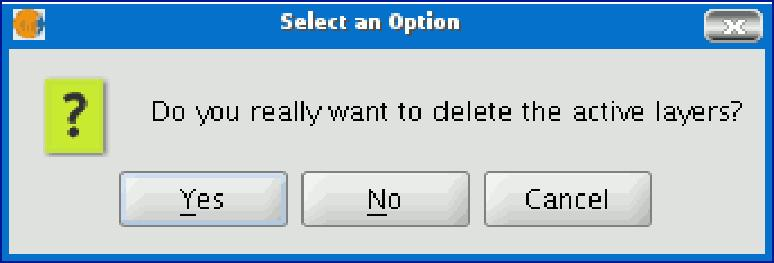 Select an Option
?
Do you really want to delete the active layers?
Yes
No
Cancel